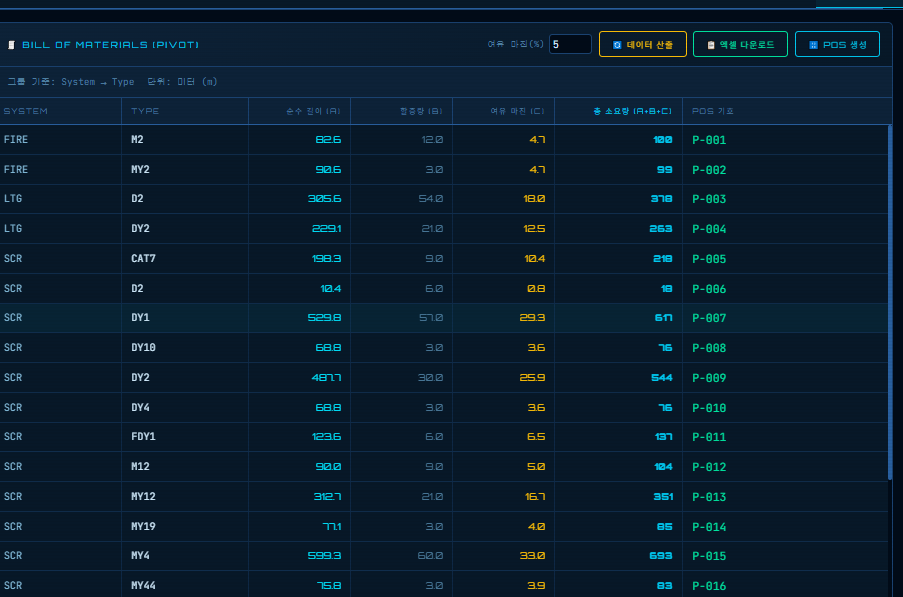 BILL OF MATERIALS (PIVOT) 여유 마진(%) 5 데이터 산출 엑셀 다운로드 POS 생성
그룹 기준: System → Type 단위: 미터 (m)
SYSTEM TYPE 순수 길이 (A) 할증량 (B) 여유 마진 (C) 총 소요량 (A+B+C) POS 기호
FIRE M2 82.6 12.0 4.7 100 P-001
FIRE MY2 90.6 3.0 4.7 99 P-002
LTG D2 305.6 54.0 18.0 378 P-003
LTG DY2 229.1 21.0 12.5 263 P-004
SCR CAT7 198.3 9.0 10.4 218 P-005
SCR D2 10.4 6.0 0.8 18 P-006
SCR DY1 529.8 57.0 29.3 617 P-007
SCR DY10 68.8 3.0 3.6 76 P-008
SCR DY2 487.7 30.0 25.9 544 P-009
SCR DY4 68.8 3.0 3.6 76 P-010
SCR FDY1 123.6 6.0 6.5 137 P-011
SCR M12 90.0 9.0 5.0 104 P-012
SCR MY12 312.7 21.0 16.7 351 P-013
SCR MY19 77.1 3.0 4.0 85 P-014
SCR MY4 599.3 60.0 33.0 693 P-015
SCR MY44 75.8 3.0 3.9 83 P-016